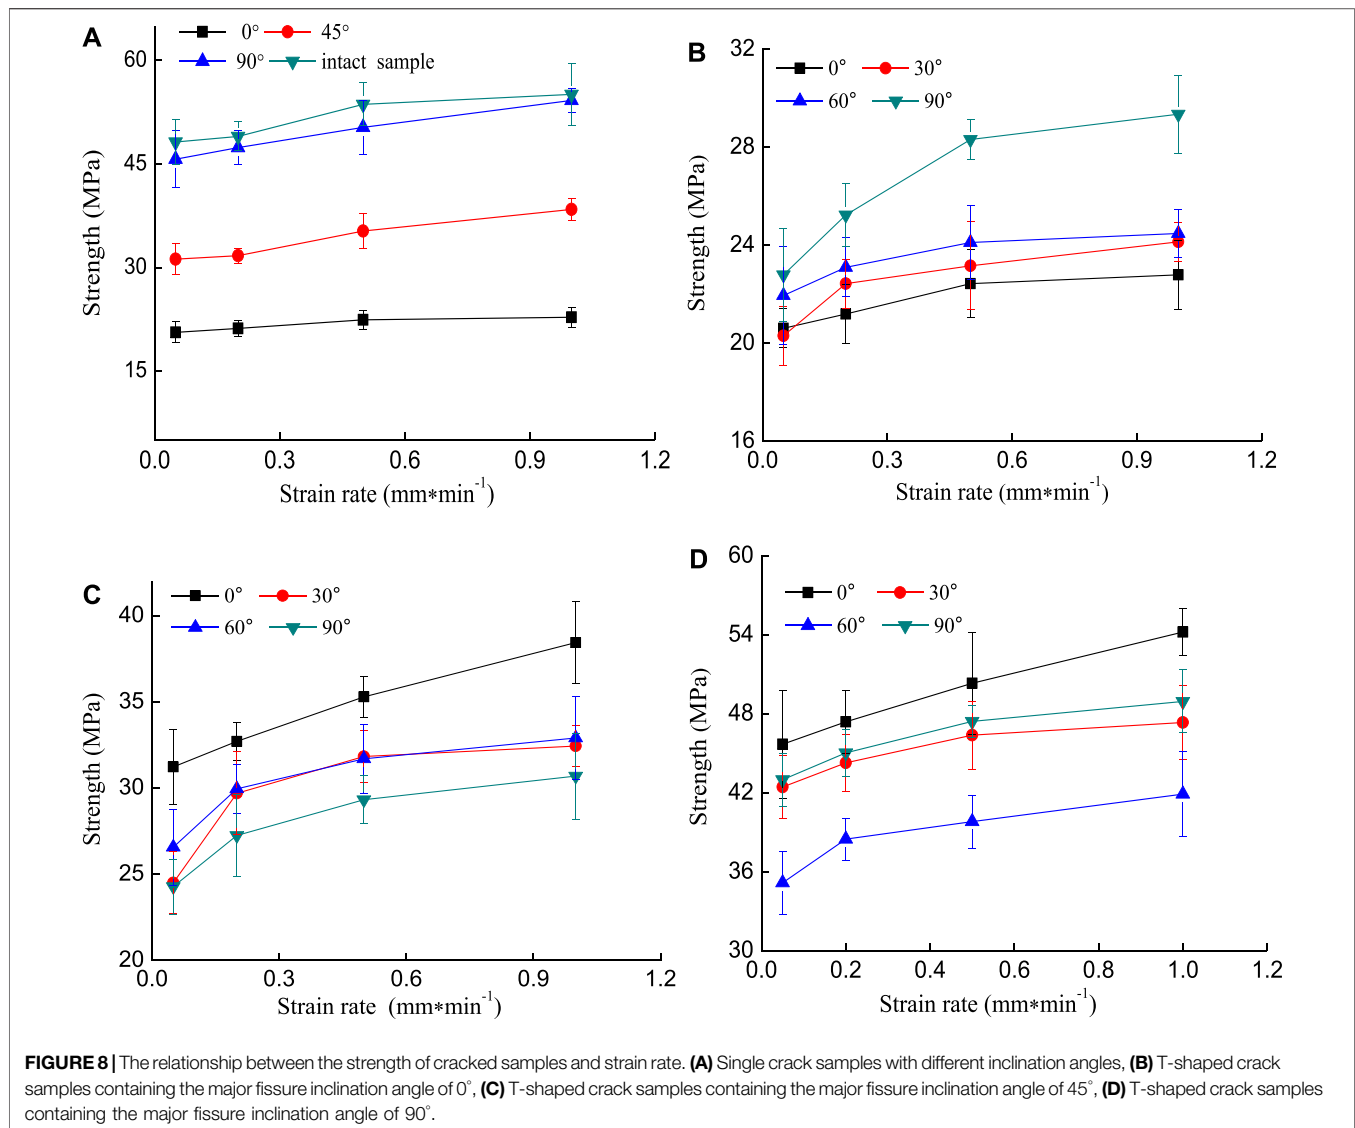 A
0° 45°
90° intact sample
60
45
30
15
0.0 0.3 0.6 0.9 1.2
Strength (MPa)
Strain rate (mm∗min⁻¹)
B
0° 30°
60° 90°
32
28
24
20
16
0.0 0.3 0.6 0.9 1.2
Strength (MPa)
Strain rate (mm∗min⁻¹)
C
0° 30°
60° 90°
40
35
30
25
20
0.0 0.3 0.6 0.9 1.2
Strength (MPa)
Strain rate (mm∗min⁻¹)
D
0° 30°
60° 90°
60
54
48
42
36
30
0.0 0.2 0.4 0.6 0.8 1.0 1.2
Strength (MPa)
Strain rate (mm∗min⁻¹)
FIGURE 8 | The relationship between the strength of cracked samples and strain rate. (A) Single crack samples with different inclination angles, (B) T-shaped crack
samples containing the major fissure inclination angle of 0°, (C) T-shaped crack samples containing the major fissure inclination angle of 45°, (D) T-shaped crack samples
containing the major fissure inclination angle of 90°.